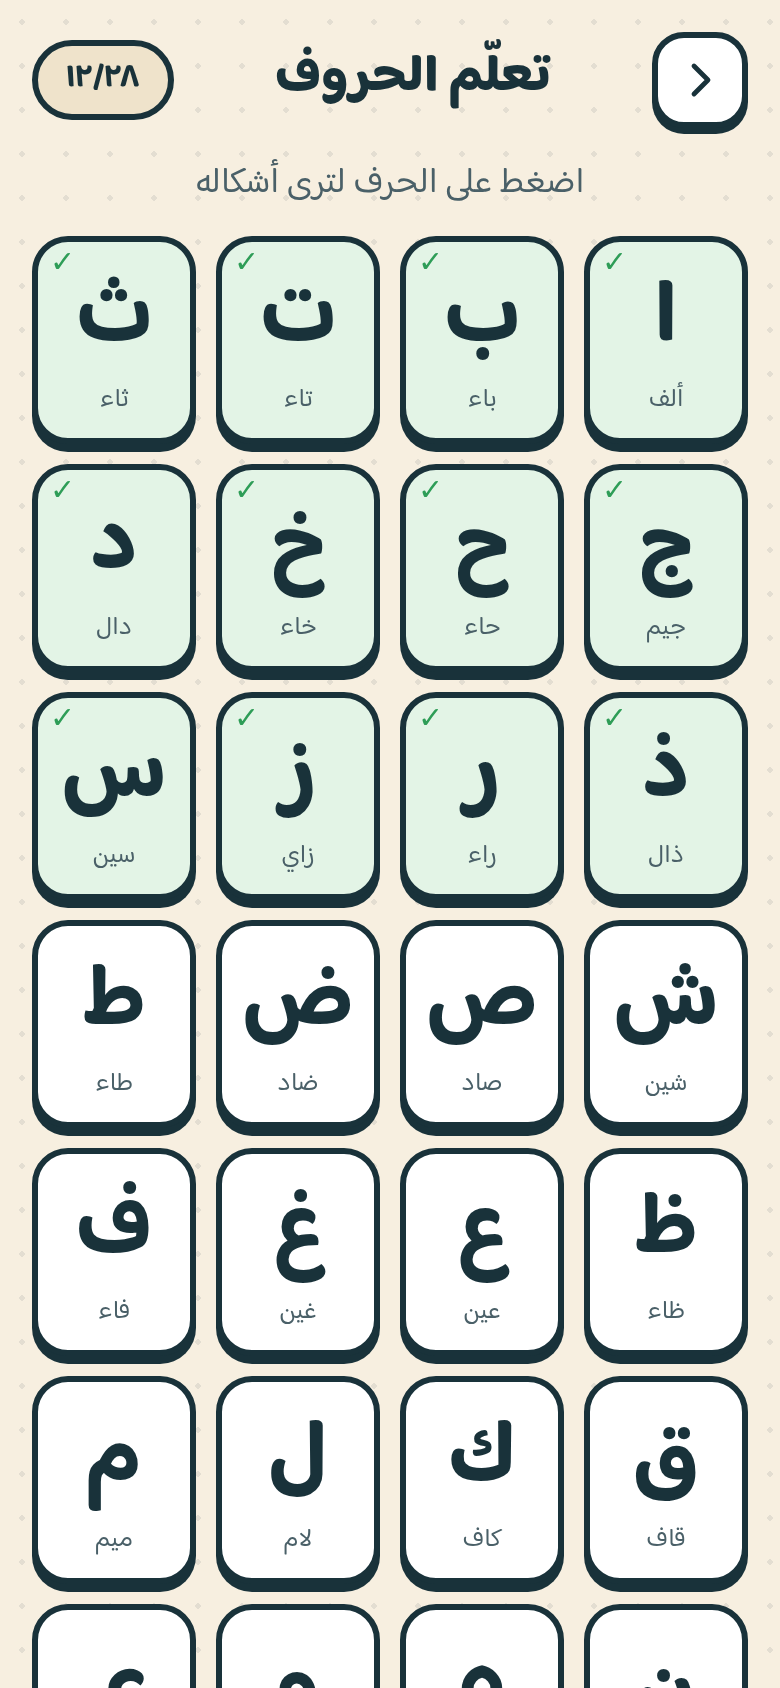 تعلّم الحروف
١٢/٢٨
اضغط على الحرف لترى أشكاله
✓ ✓ ✓ ✓
ا ب ت ث
ألف باء تاء ثاء
✓ ✓ ✓ ✓
ج ح خ د
جيم حاء خاء دال
✓ ✓ ✓ ✓
ذ ر ز س
ذال راء زاي سين
ش ص ض ط
شين صاد ضاد طاء
ظ ع غ ف
ظاء عين غين فاء
ق ك ل م
قاف كاف لام ميم